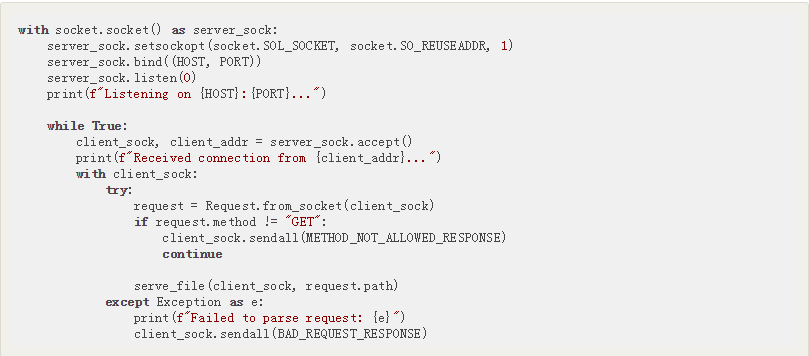 with socket.socket() as server_sock:
    server_sock.setsockopt(socket.SOL_SOCKET, socket.SO_REUSEADDR, 1)
    server_sock.bind((HOST, PORT))
    server_sock.listen(0)
    print(f"Listening on {HOST}:{PORT}...")

    while True:
        client_sock, client_addr = server_sock.accept()
        print(f"Received connection from {client_addr}...")
        with client_sock:
            try:
                request = Request.from_socket(client_sock)
                if request.method != "GET":
                    client_sock.sendall(METHOD_NOT_ALLOWED_RESPONSE)
                    continue

                serve_file(client_sock, request.path)
            except Exception as e:
                print(f"Failed to parse request: {e}")
                client_sock.sendall(BAD_REQUEST_RESPONSE)